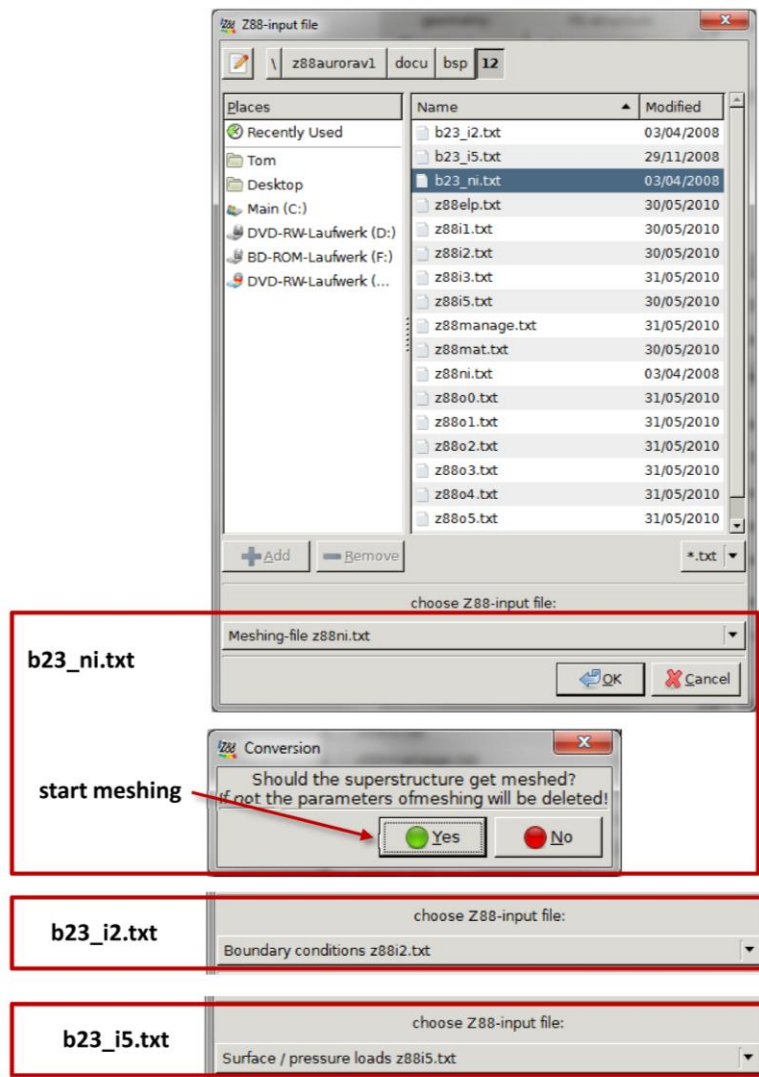 Z88-input file
\ z88aurorav1 docu bsp 12
Places
Recently Used
Tom
Desktop
Main (C:)
DVD-RW-Laufwerk (D:)
BD-ROM-Laufwerk (F:)
DVD-RW-Laufwerk (...
Name Modified
b23_i2.txt 03/04/2008
b23_i5.txt 29/11/2008
b23_ni.txt 03/04/2008
z88elp.txt 30/05/2010
z88i1.txt 30/05/2010
z88i2.txt 30/05/2010
z88i3.txt 31/05/2010
z88i5.txt 30/05/2010
z88manage.txt 31/05/2010
z88mat.txt 30/05/2010
z88ni.txt 03/04/2008
z88o0.txt 31/05/2010
z88o1.txt 31/05/2010
z88o2.txt 31/05/2010
z88o3.txt 31/05/2010
z88o4.txt 31/05/2010
z88o5.txt 31/05/2010
Add Remove *.txt
choose Z88-input file:
Meshing-file z88ni.txt
b23_ni.txt
OK Cancel
Conversion
Should the superstructure get meshed?
If not the parameters ofmeshing will be deleted!
start meshing
Yes No
b23_i2.txt
choose Z88-input file:
Boundary conditions z88i2.txt
b23_i5.txt
choose Z88-input file:
Surface / pressure loads z88i5.txt